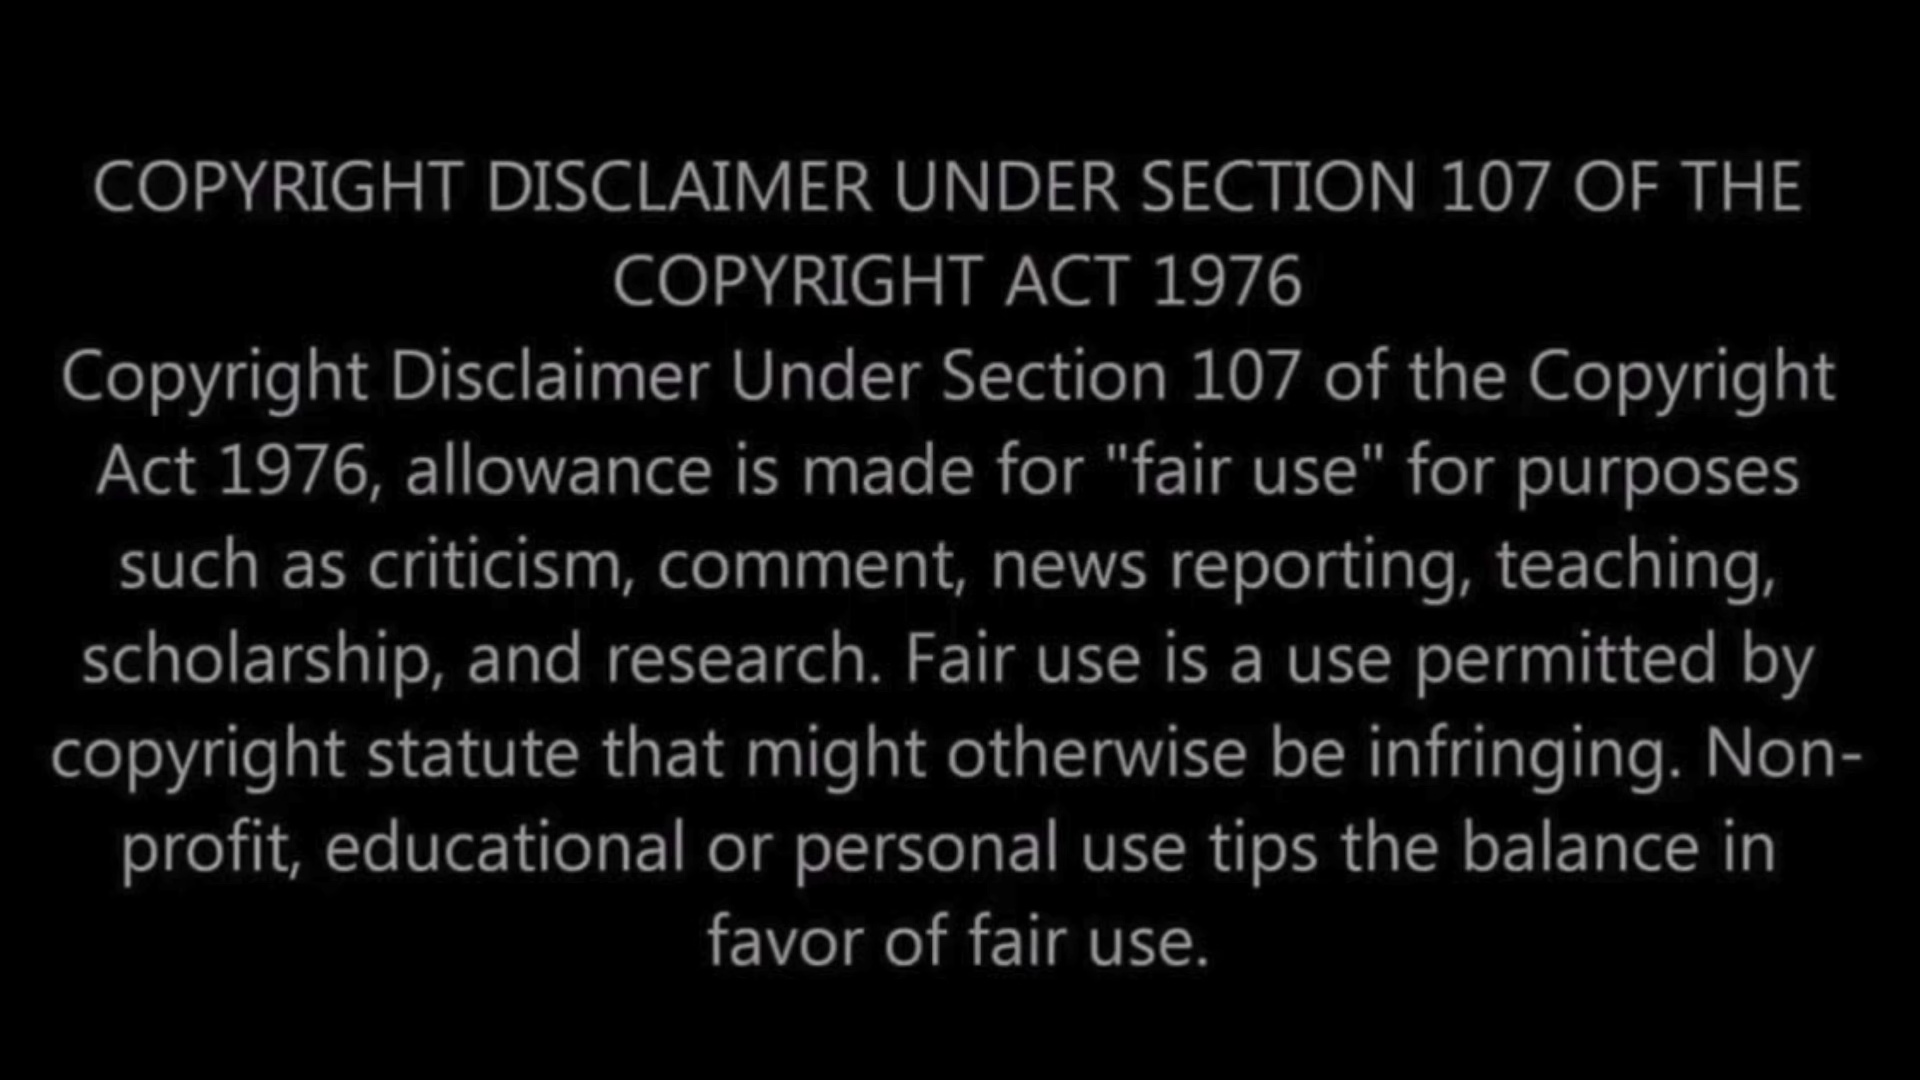 COPYRIGHT DISCLAIMER UNDER SECTION 107 OF THE
COPYRIGHT ACT 1976
Copyright Disclaimer Under Section 107 of the Copyright
Act 1976, allowance is made for "fair use" for purposes
such as criticism, comment, news reporting, teaching,
scholarship, and research. Fair use is a use permitted by
copyright statute that might otherwise be infringing. Non-
profit, educational or personal use tips the balance in
favor of fair use.